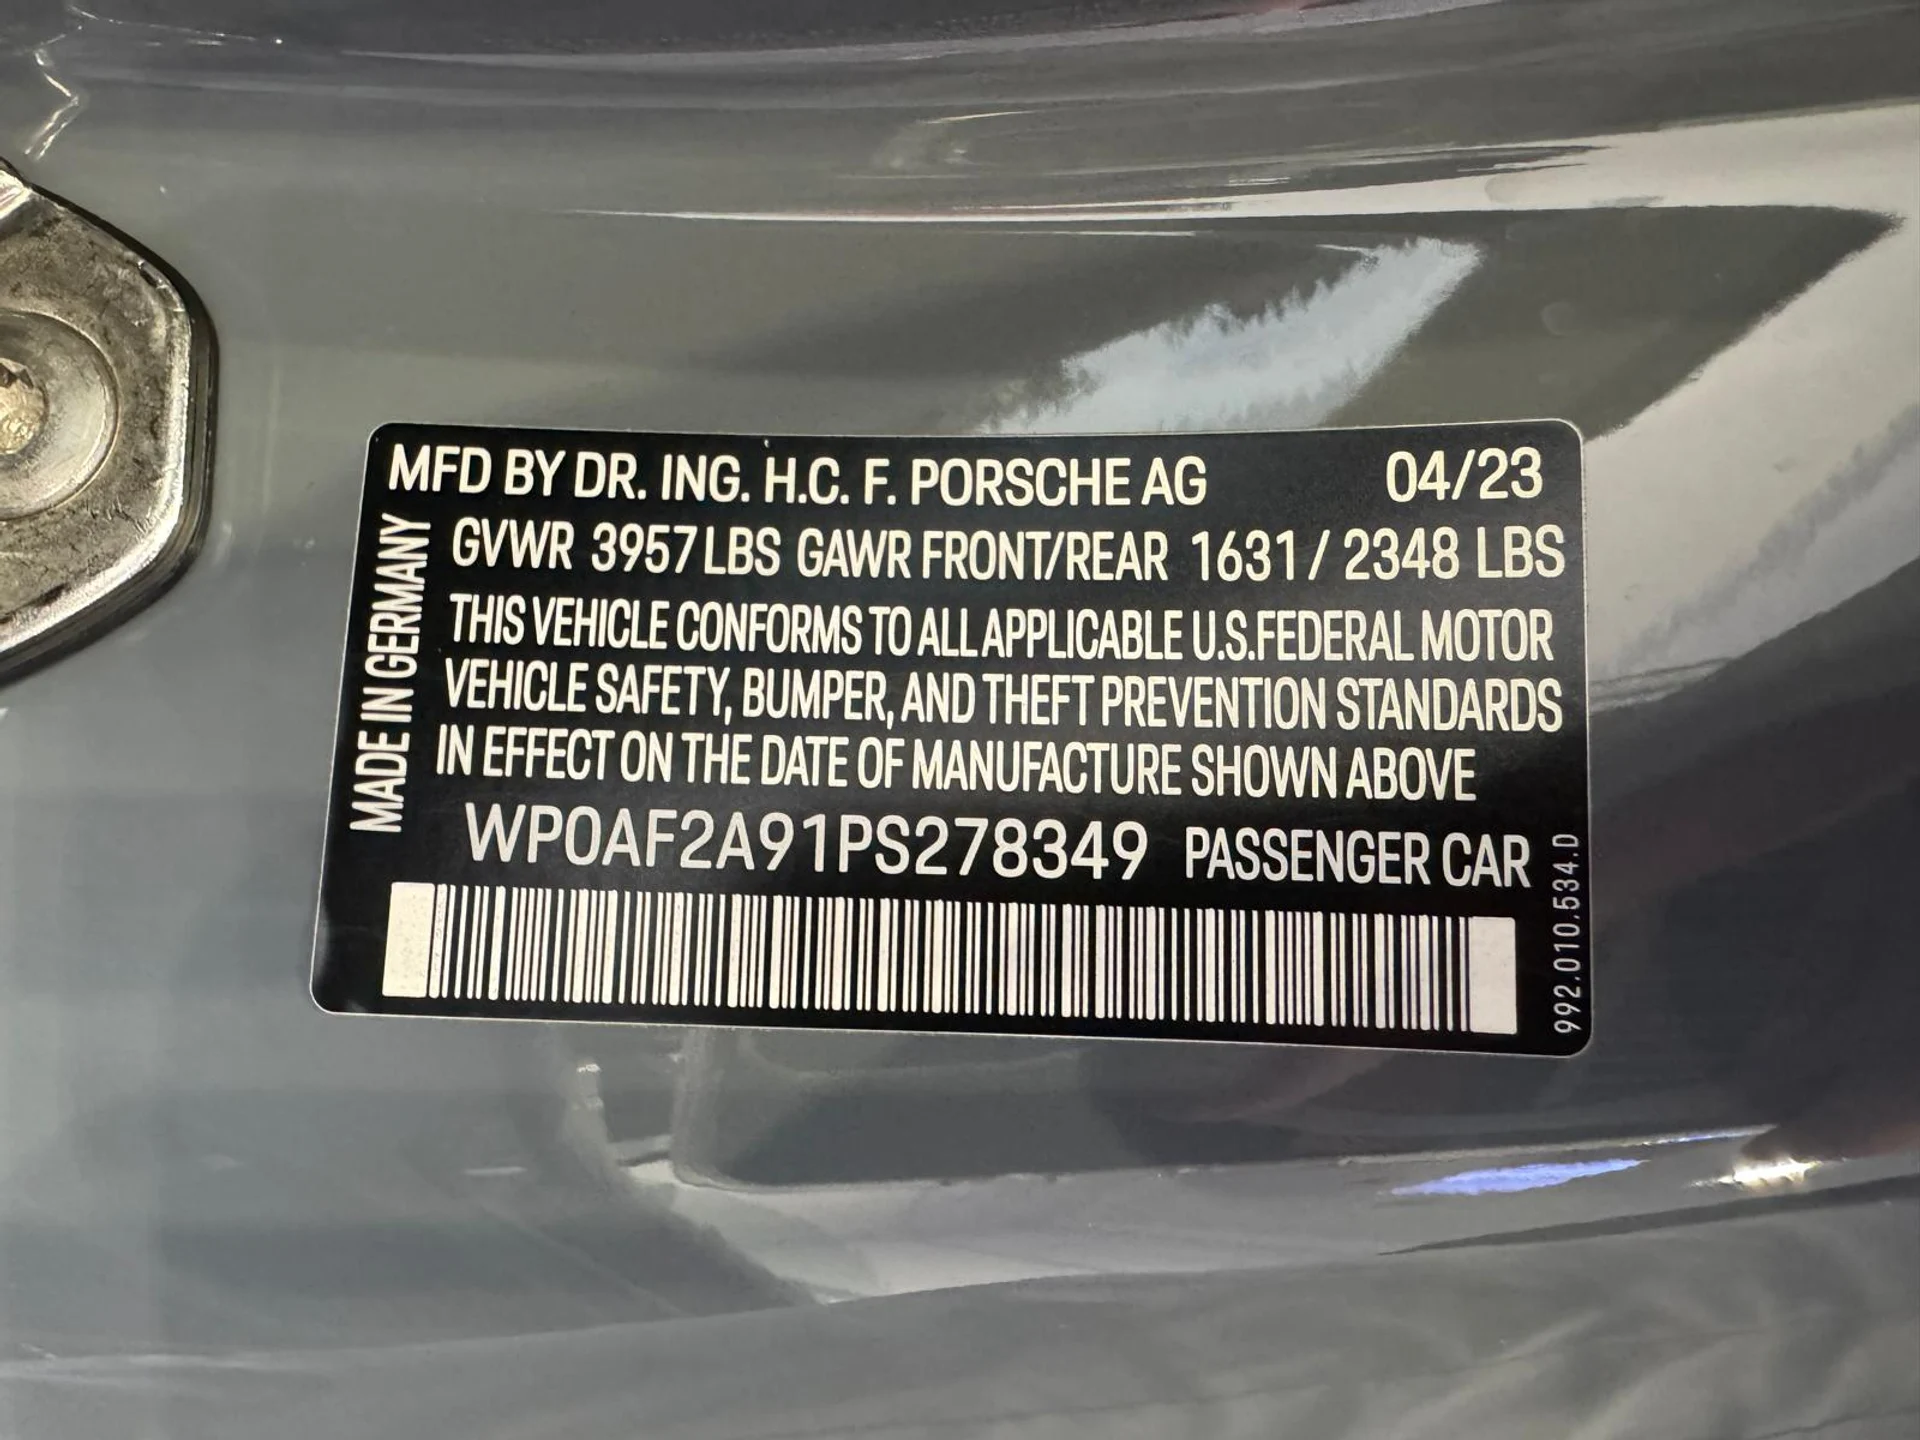 MFD BY DR. ING. H.C. F. PORSCHE AG 04/23
MADE IN GERMANY
GVWR 3957 LBS GAWR FRONT/REAR 1631 / 2348 LBS
THIS VEHICLE CONFORMS TO ALL APPLICABLE U.S.FEDERAL MOTOR
VEHICLE SAFETY, BUMPER, AND THEFT PREVENTION STANDARDS
IN EFFECT ON THE DATE OF MANUFACTURE SHOWN ABOVE
WP0AF2A91PS278349 PASSENGER CAR
992.010.534.D